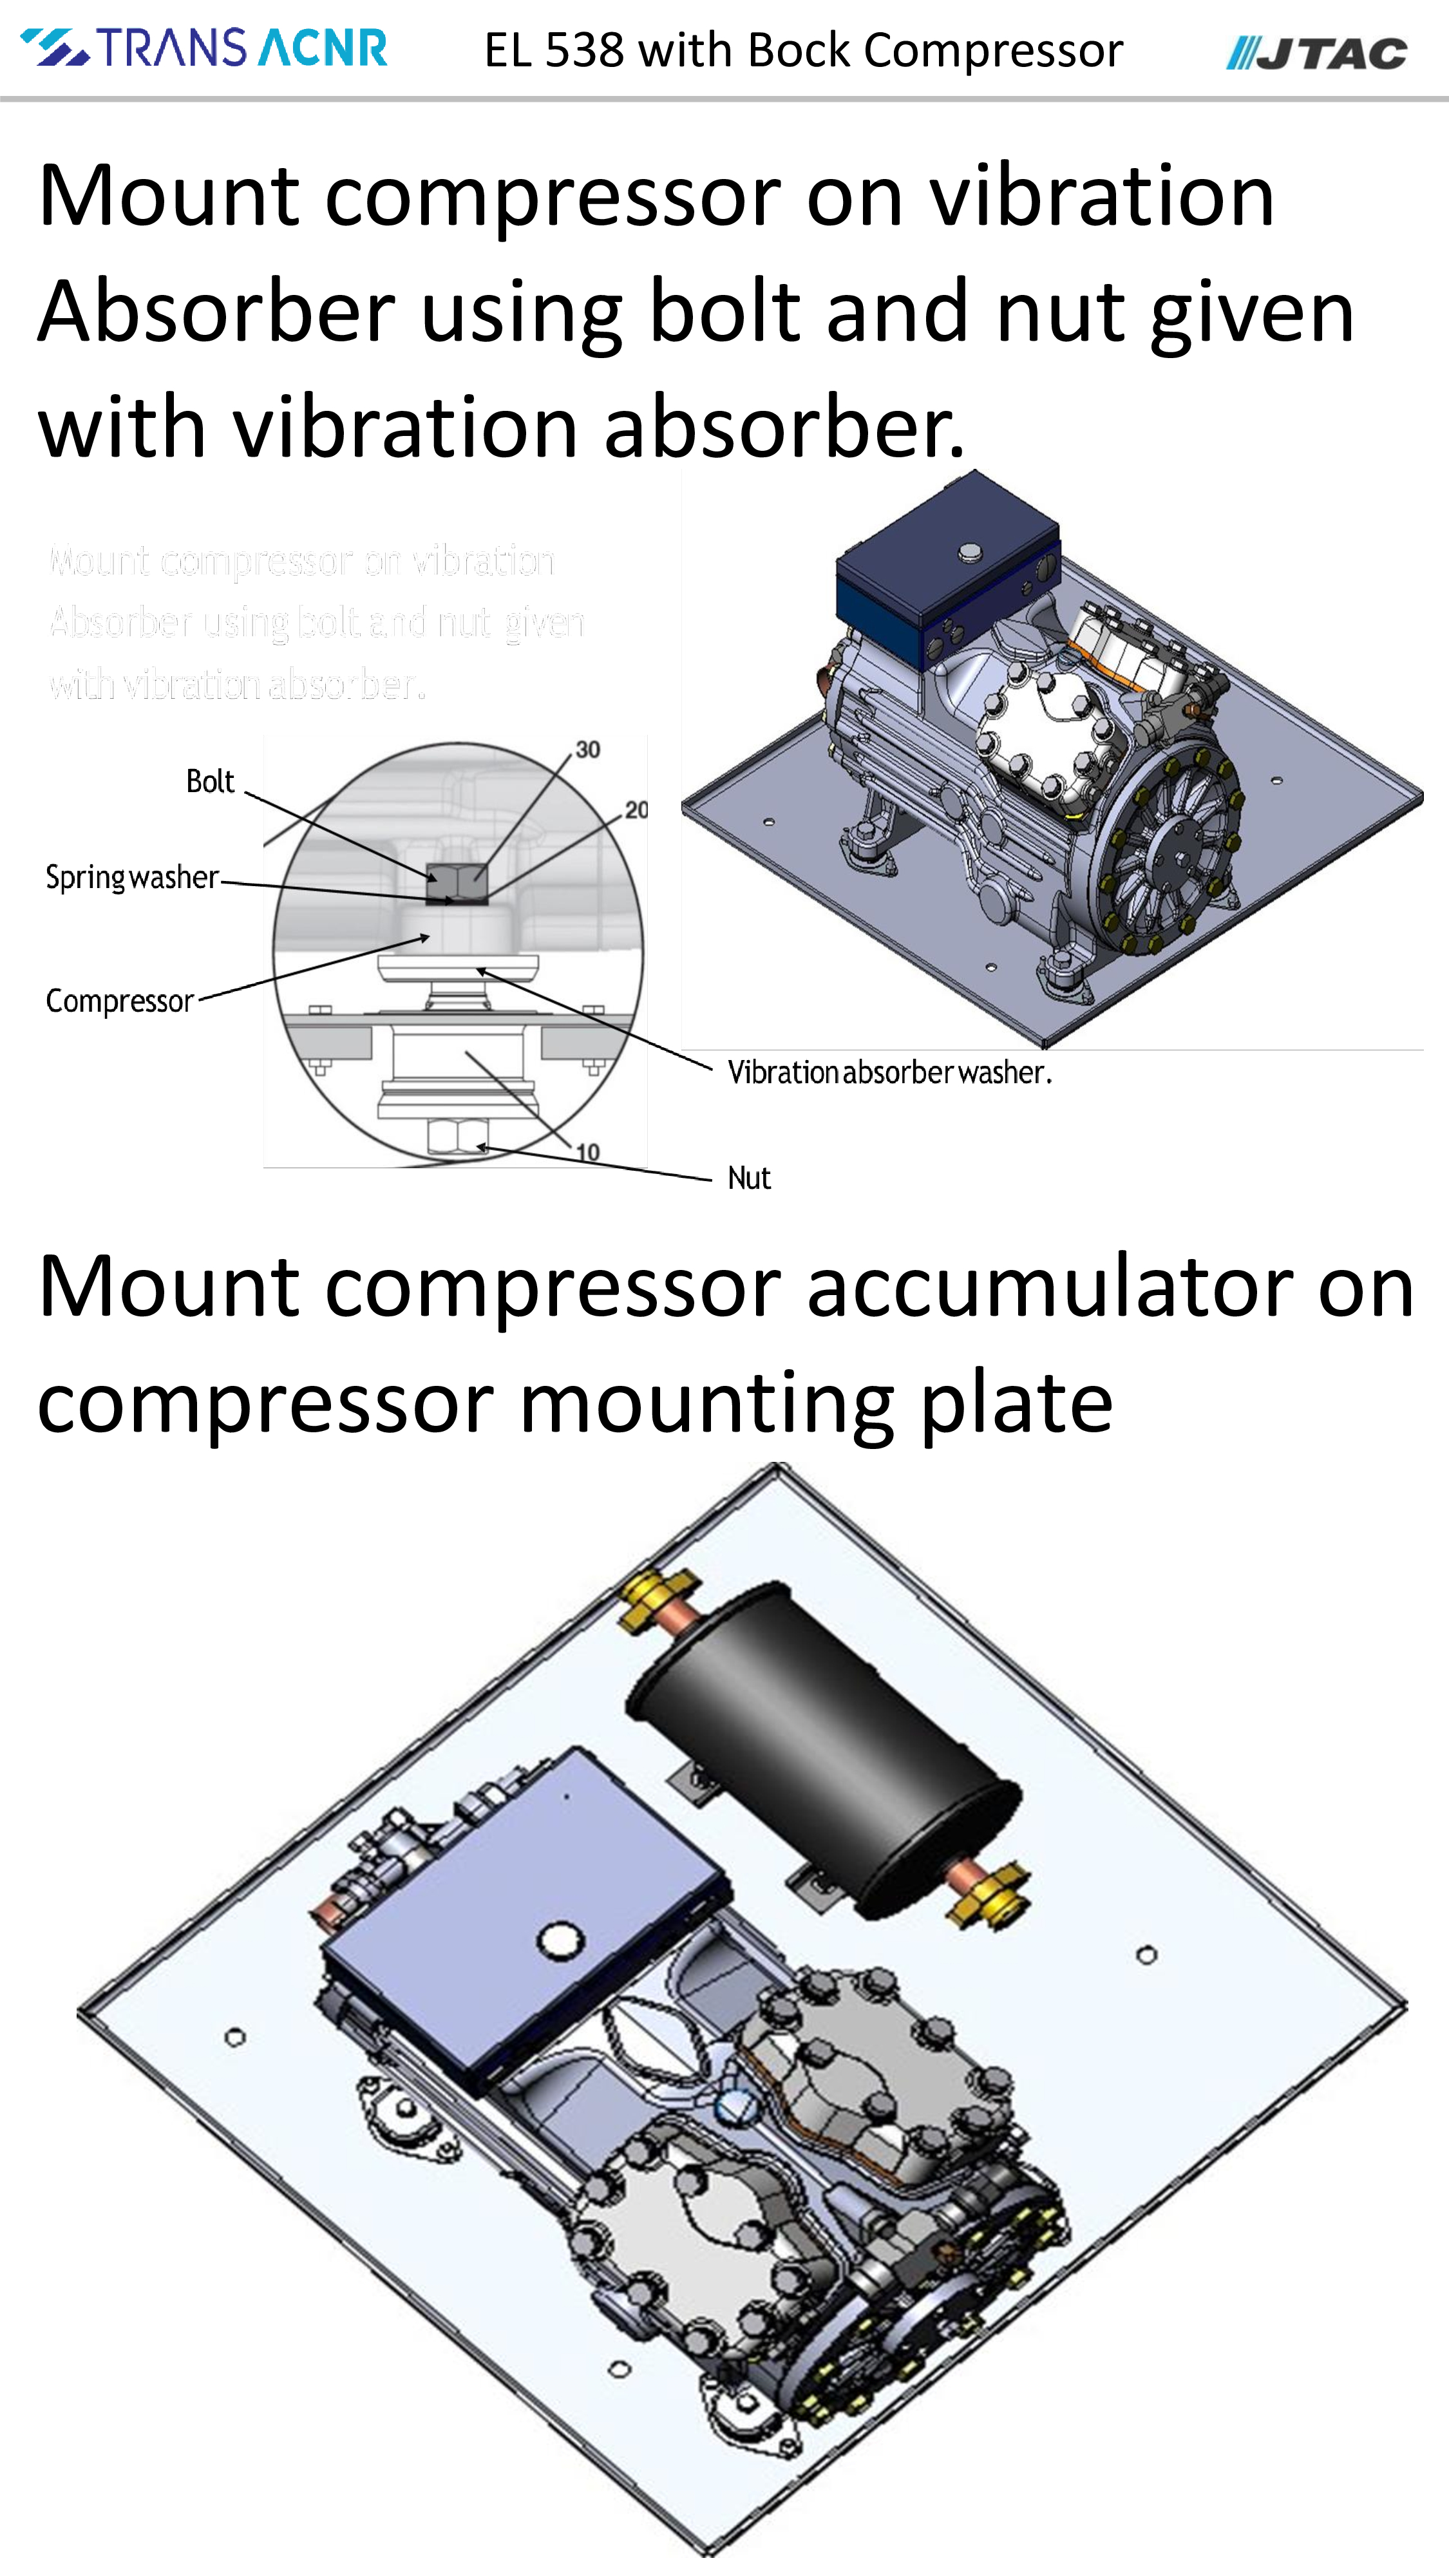 TRANS ACNR EL 538 with Bock Compressor JTAC
Mount compressor on vibration
Absorber using bolt and nut given
with vibration absorber.
Mount compressor on vibration
Absorber using bolt and nut given
with vibration absorber.
Bolt
Spring washer
Compressor
30
20
10
Vibration absorber washer.
Nut
Mount compressor accumulator on
compressor mounting plate